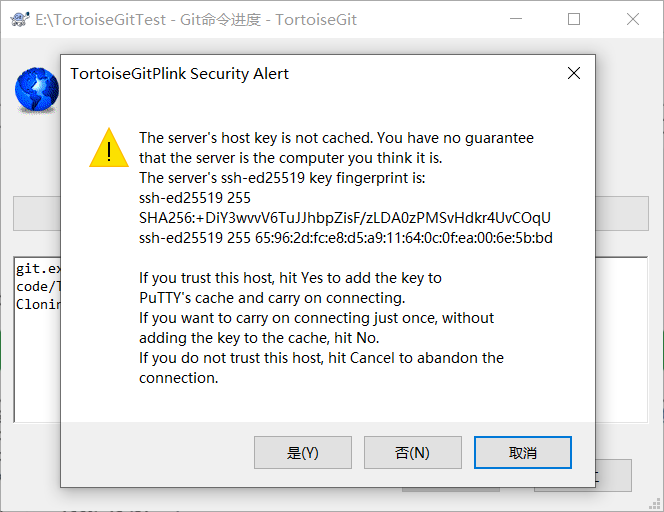 E:\TortoiseGitTest - Git命令进度 - TortoiseGit
TortoiseGitPlink Security Alert
The server's host key is not cached. You have no guarantee
that the server is the computer you think it is.
The server's ssh-ed25519 key fingerprint is:
ssh-ed25519 255
SHA256:+DiY3wvvV6TuJJhbpZisF/zLDA0zPMSvHdkr4UvCOqU
ssh-ed25519 255 65:96:2d:fc:e8:d5:a9:11:64:0c:0f:ea:00:6e:5b:bd
If you trust this host, hit Yes to add the key to
PuTTY's cache and carry on connecting.
If you want to carry on connecting just once, without
adding the key to the cache, hit No.
If you do not trust this host, hit Cancel to abandon the
connection.
git.ex
code/T
Clonin
是(Y)
否(N)
取消